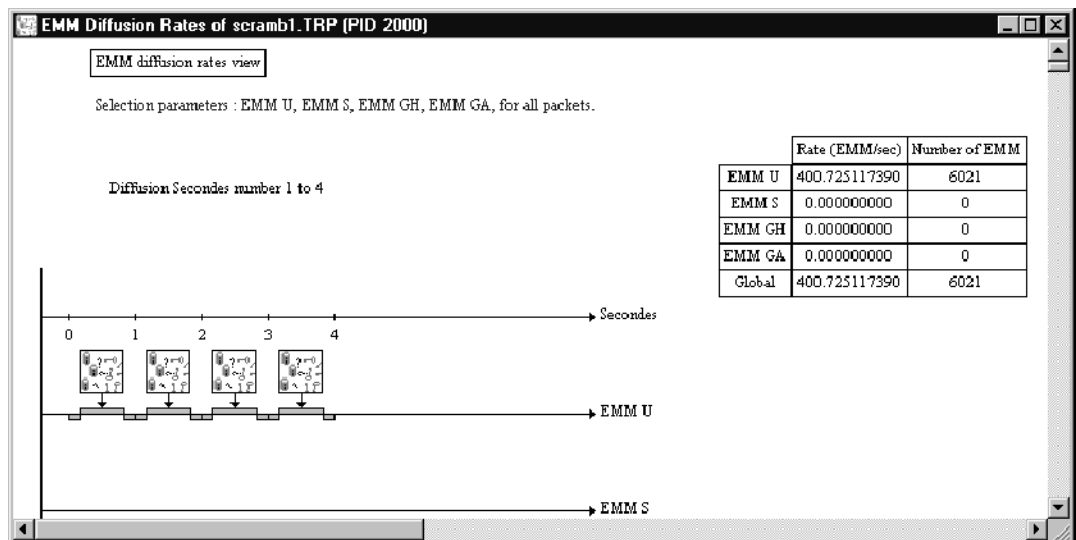 EMM Diffusion Rates of scramb1.TRP (PID 2000)
EMM diffusion rates view
Selection parameters : EMM U, EMM S, EMM GH, EMM GA, for all packets.
Rate (EMM/sec) Number of EMM
EMM U 400.725117390 6021
EMM S 0.000000000 0
EMM GH 0.000000000 0
EMM GA 0.000000000 0
Global 400.725117390 6021
Diffusion Secondes number 1 to 4
Secondes
0 1 2 3 4
EMM U
EMM S